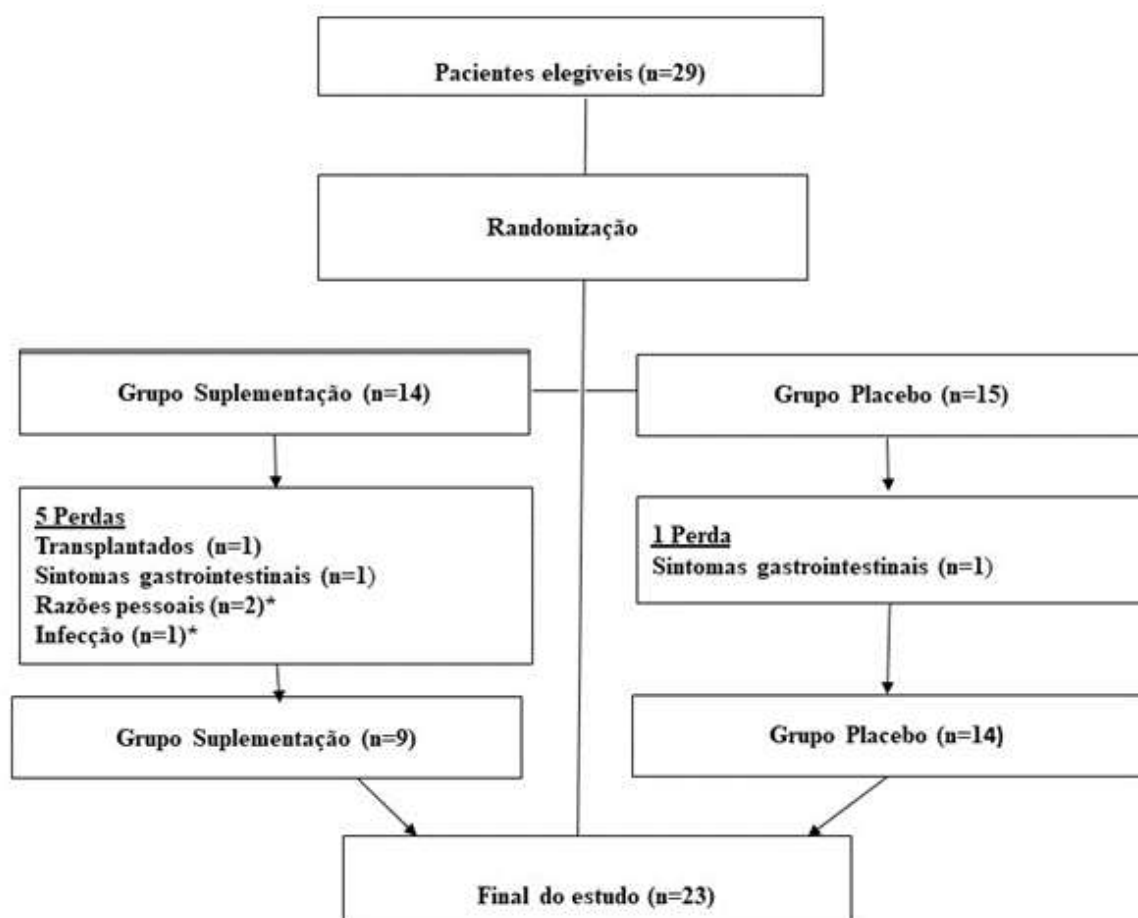 Pacientes elegíveis (n=29)
Randomização
Grupo Suplementação (n=14)
Grupo Placebo (n=15)
5 Perdas
Transplantados (n=1)
Sintomas gastrointestinais (n=1)
Razões pessoais (n=2)*
Infecção (n=1)*
1 Perda
Sintomas gastrointestinais (n=1)
Grupo Suplementação (n=9)
Grupo Placebo (n=14)
Final do estudo (n=23)